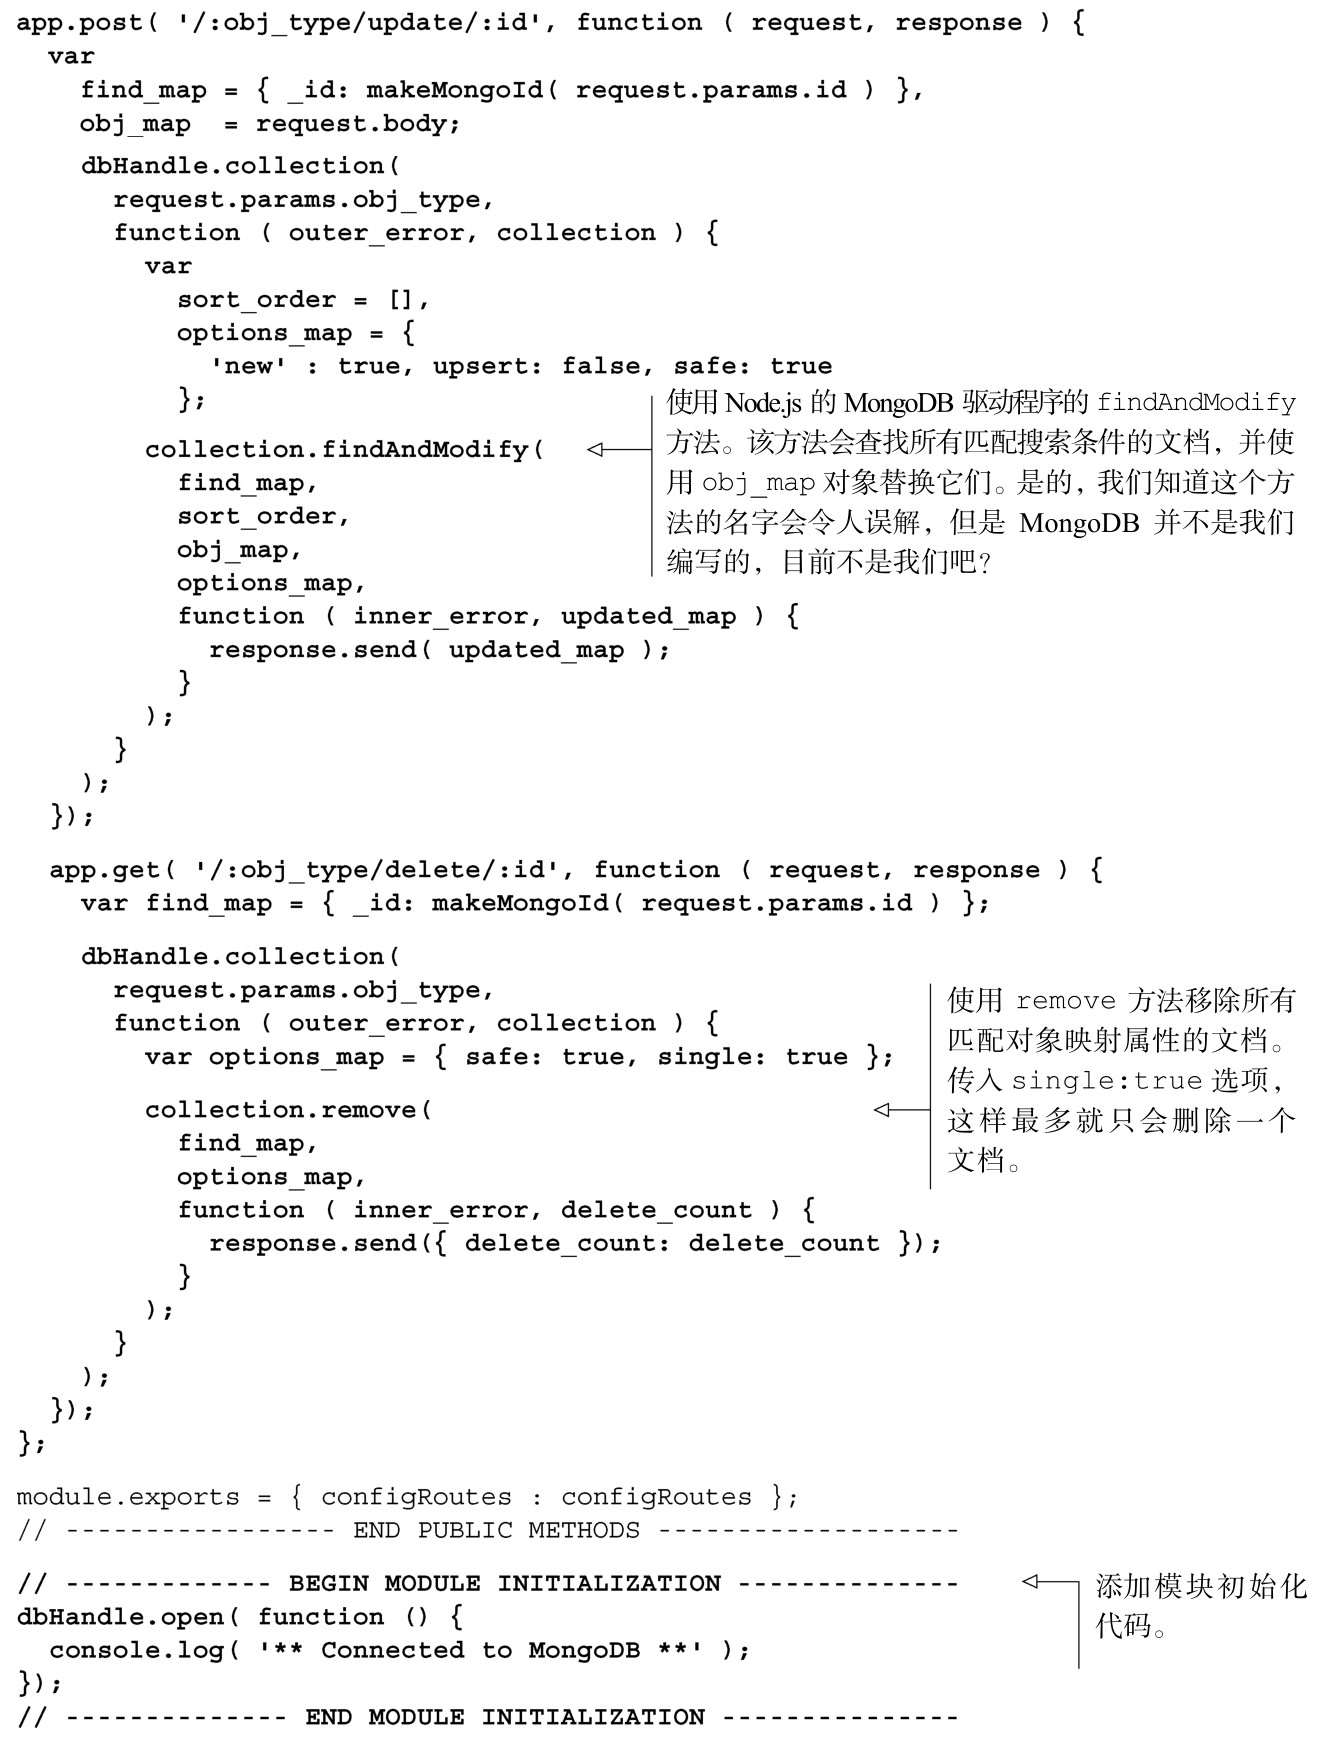 app.post( '/:obj_type/update/:id', function ( request, response ) {
  var
    find_map = { _id: makeMongoId( request.params.id ) },
    obj_map  = request.body;
    dbHandle.collection(
      request.params.obj_type,
      function ( outer_error, collection ) {
        var
          sort_order = [],
          options_map = {
            'new' : true, upsert: false, safe: true
          };
        collection.findAndModify(
          find_map,
          sort_order,
          obj_map,
          options_map,
          function ( inner_error, updated_map ) {
            response.send( updated_map );
          }
        );
      }
    );
  });
使用 Node.js 的 MongoDB 驱动程序的 findAndModify
方法。该方法会查找所有匹配搜索条件的文档，并使
用 obj_map 对象替换它们。是的，我们知道这个方
法的名字会令人误解，但是 MongoDB 并不是我们
编写的，目前不是我们吧？
  app.get( '/:obj_type/delete/:id', function ( request, response ) {
    var find_map = { _id: makeMongoId( request.params.id ) };
    dbHandle.collection(
      request.params.obj_type,
      function ( outer_error, collection ) {
        var options_map = { safe: true, single: true };
        collection.remove(
          find_map,
          options_map,
          function ( inner_error, delete_count ) {
            response.send({ delete_count: delete_count });
          }
        );
      }
    );
  });
};
使用 remove 方法移除所有
匹配对象映射属性的文档。
传入 single:true 选项，
这样最多就只会删除一个
文档。
module.exports = { configRoutes : configRoutes };
// ----------------- END PUBLIC METHODS -------------------
// ------------- BEGIN MODULE INITIALIZATION --------------
dbHandle.open( function () {
  console.log( '** Connected to MongoDB **' );
});
// -------------- END MODULE INITIALIZATION ---------------
添加模块初始化
代码。